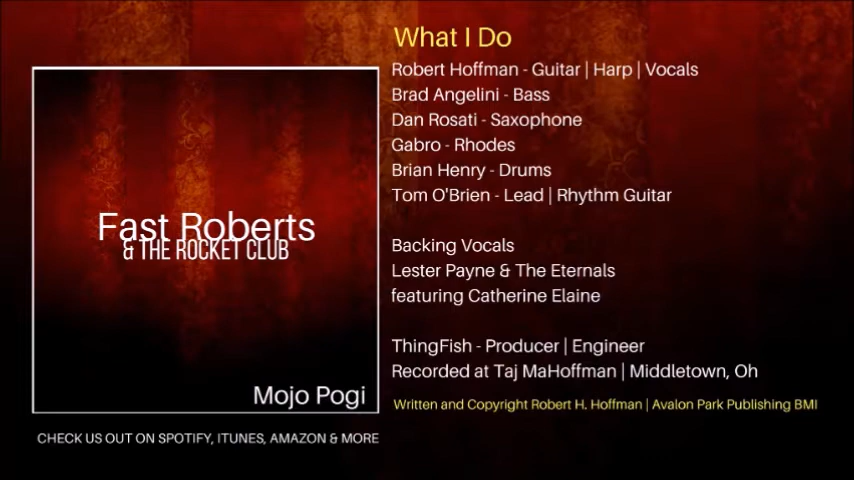 What I Do
Robert Hoffman - Guitar | Harp | Vocals
Brad Angelini - Bass
Dan Rosati - Saxophone
Gabro - Rhodes
Brian Henry - Drums
Tom O'Brien - Lead | Rhythm Guitar
Backing Vocals
Lester Payne & The Eternals
featuring Catherine Elaine
ThingFish - Producer | Engineer
Recorded at Taj MaHoffman | Middletown, Oh
Written and Copyright Robert H. Hoffman | Avalon Park Publishing BMI
Fast Roberts
& THE ROCKET CLUB
Mojo Pogi
CHECK US OUT ON SPOTIFY, ITUNES, AMAZON & MORE